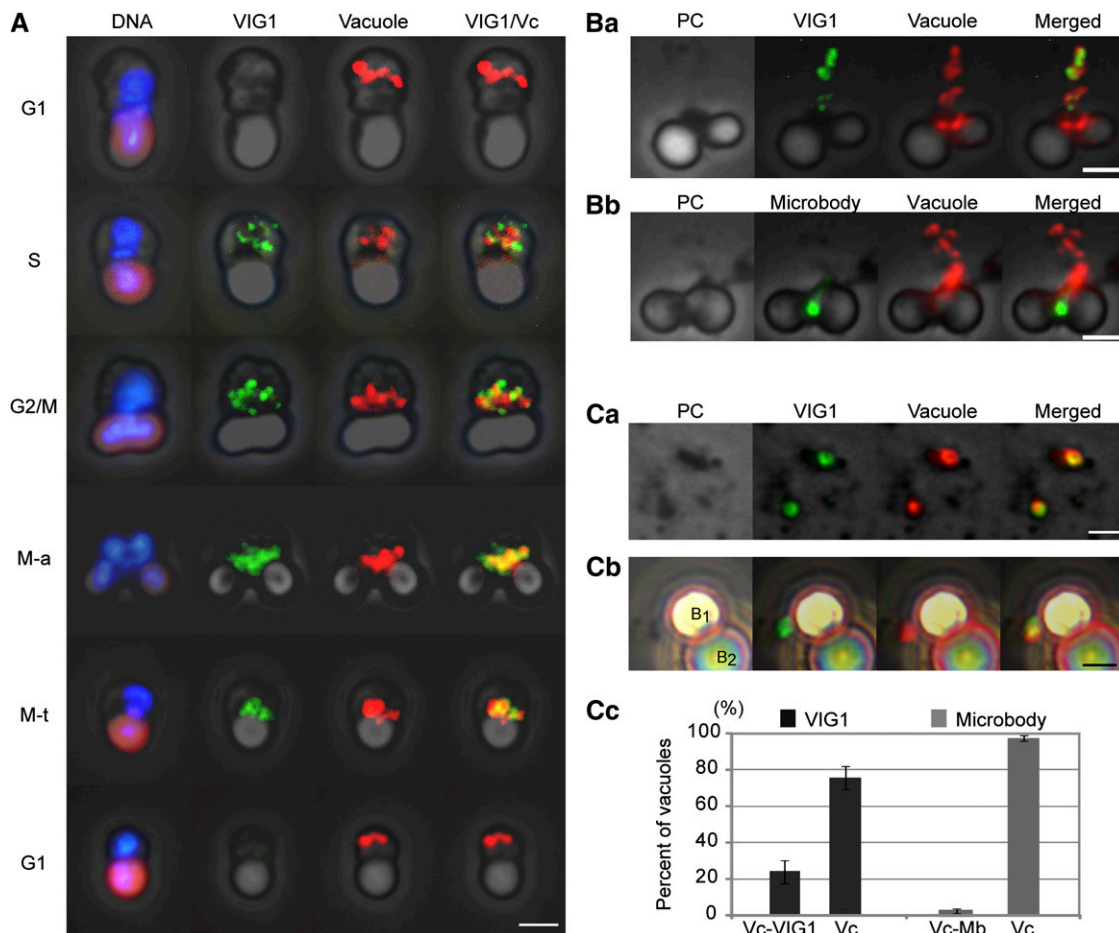 A
DNA VIG1 Vacuole VIG1/Vc
G1
S
G2/M
M-a
M-t
G1
Ba
PC VIG1 Vacuole Merged
Bb
PC Microbody Vacuole Merged
Ca
PC VIG1 Vacuole Merged
Cb
B1
B2
Cc
(%)
VIG1 Microbody
Percent of vacuoles
100
80
60
40
20
0
Vc-VIG1 Vc Vc-Mb Vc